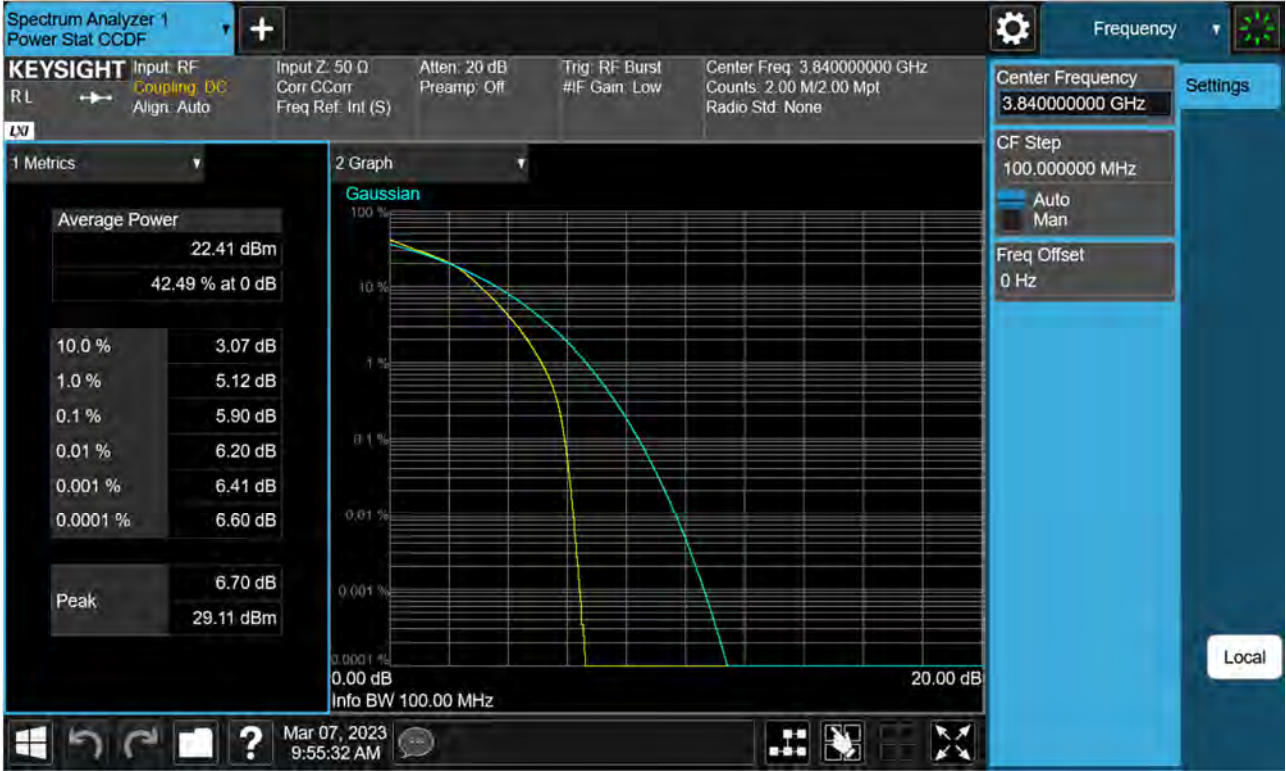 Spectrum Analyzer 1
Power Stat CCDF
Frequency
KEYSIGHT
R L
LXI
Input: RF
Coupling: DC
Align: Auto
Input Z: 50 Ω
Corr CCorr
Freq Ref: Int (S)
Atten: 20 dB
Preamp: Off
Trig: RF Burst
#IF Gain: Low
Center Freq: 3.840000000 GHz
Counts: 2.00 M/2.00 Mpt
Radio Std: None
Center Frequency
3.840000000 GHz
Settings
CF Step
100.000000 MHz
Auto
Man
Freq Offset
0 Hz
1 Metrics
Average Power
22.41 dBm
42.49 % at 0 dB
10.0 % 3.07 dB
1.0 % 5.12 dB
0.1 % 5.90 dB
0.01 % 6.20 dB
0.001 % 6.41 dB
0.0001 % 6.60 dB
Peak
6.70 dB
29.11 dBm
2 Graph
Gaussian
100 %
10 %
1 %
0.1 %
0.01 %
0.001 %
0.0001 %
0.00 dB 20.00 dB
Info BW 100.00 MHz
Local
?
Mar 07, 2023
9:55:32 AM